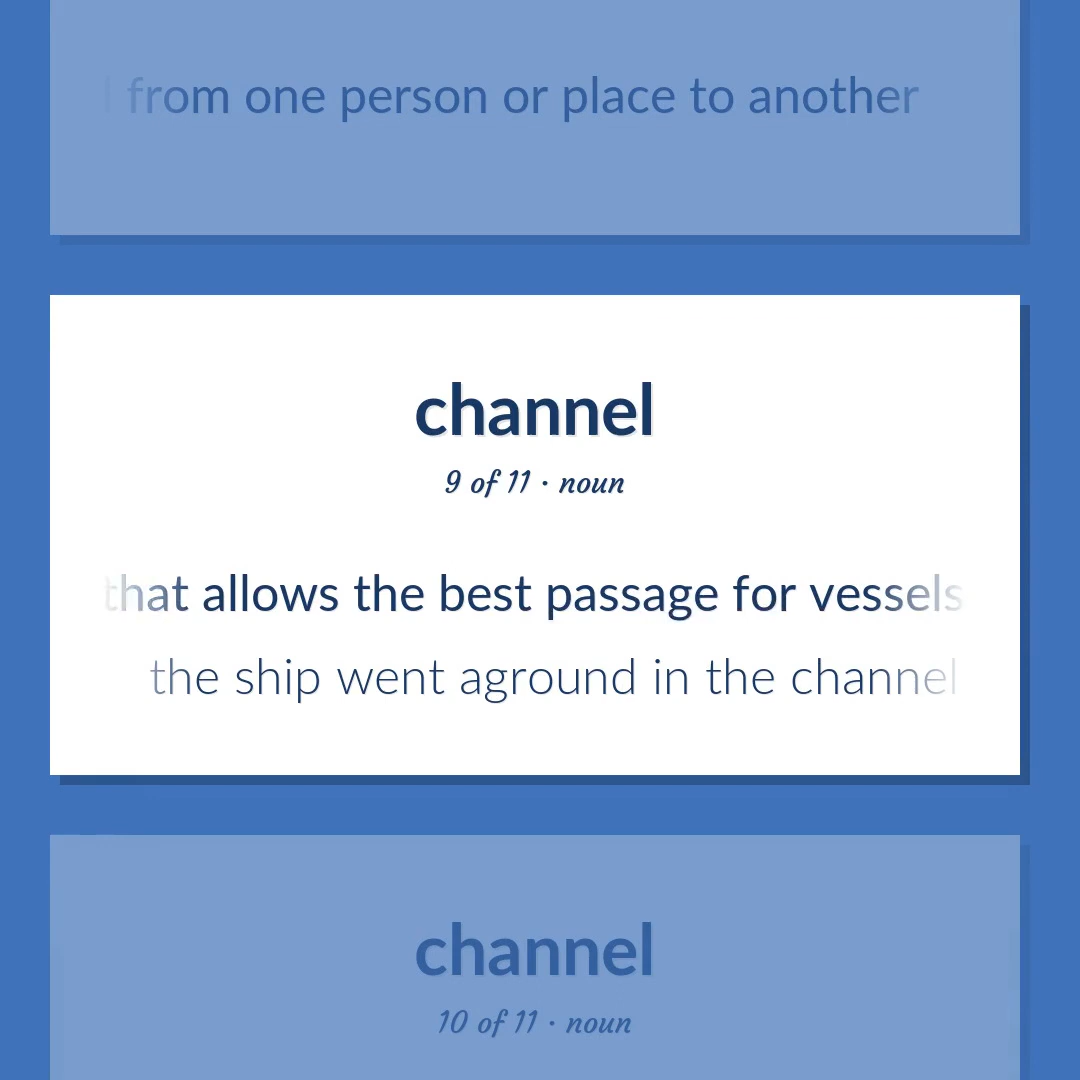 from one person or place to another
channel
9 of 11 · noun
that allows the best passage for vessels
the ship went aground in the channel
channel
10 of 11 · noun